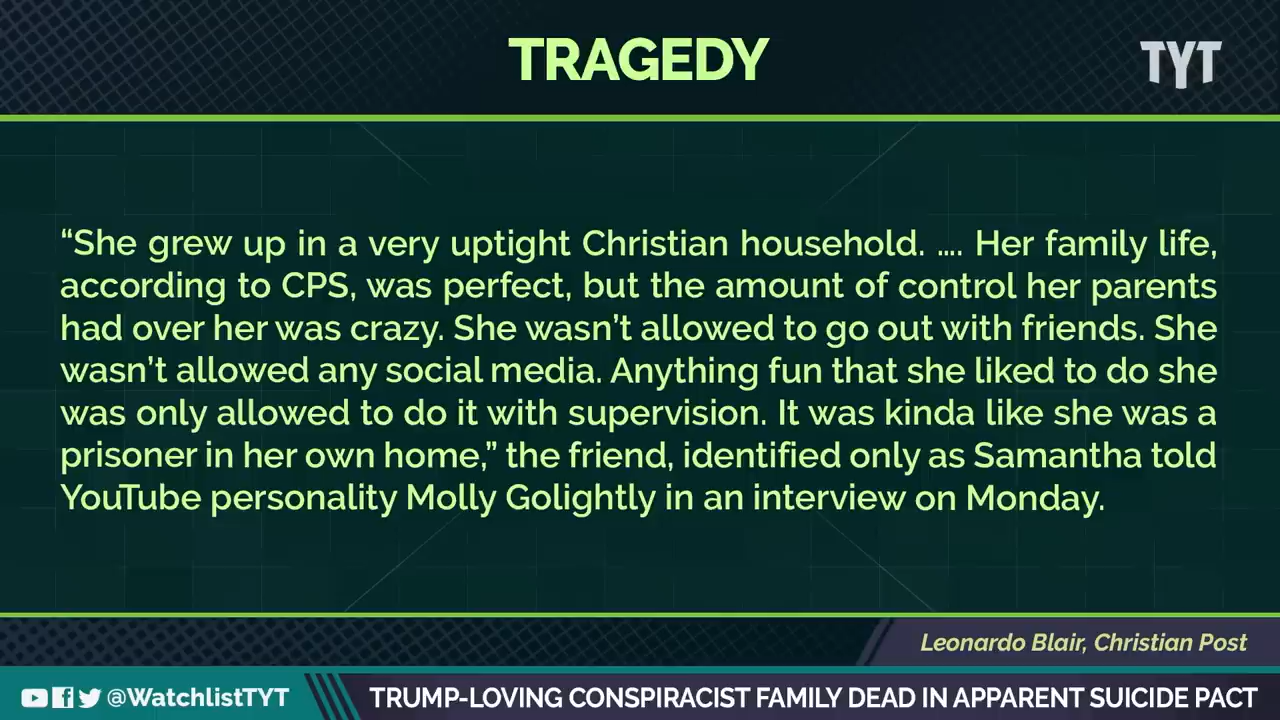 TRAGEDY
TYT
“She grew up in a very uptight Christian household. .... Her family life,
according to CPS, was perfect, but the amount of control her parents
had over her was crazy. She wasn’t allowed to go out with friends. She
wasn’t allowed any social media. Anything fun that she liked to do she
was only allowed to do it with supervision. It was kinda like she was a
prisoner in her own home,” the friend, identified only as Samantha told
YouTube personality Molly Golightly in an interview on Monday.
Leonardo Blair, Christian Post
@WatchlistTYT
TRUMP-LOVING CONSPIRACIST FAMILY DEAD IN APPARENT SUICIDE PACT